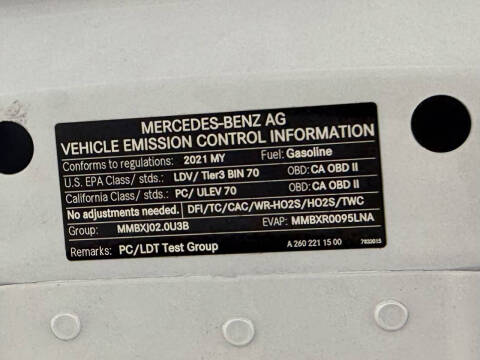 MERCEDES-BENZ AG
VEHICLE EMISSION CONTROL INFORMATION
Conforms to regulations: 2021 MY Fuel: Gasoline
U.S. EPA Class/ stds.: LDV/ Tier3 BIN 70 OBD: CA OBD II
California Class/ stds.: PC/ ULEV 70 OBD: CA OBD II
No adjustments needed. DFI/TC/CAC/WR-HO2S/HO2S/TWC
Group: MMBXJ02.0U3B EVAP: MMBXR0095LNA
Remarks: PC/LDT Test Group A 260 221 15 00 7833015